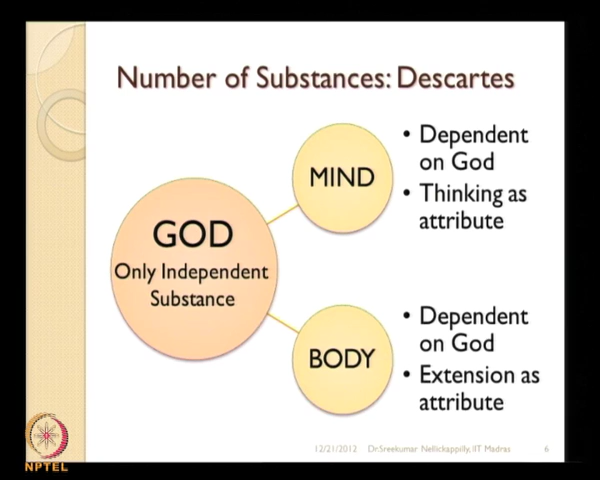 Number of Substances: Descartes
GOD
Only Independent
Substance
MIND
• Dependent
on God
• Thinking as
attribute
BODY
• Dependent
on God
• Extension as
attribute
12/21/2012 Dr.Sreekumar Nellickappilly, IIT Madras 6
NPTEL